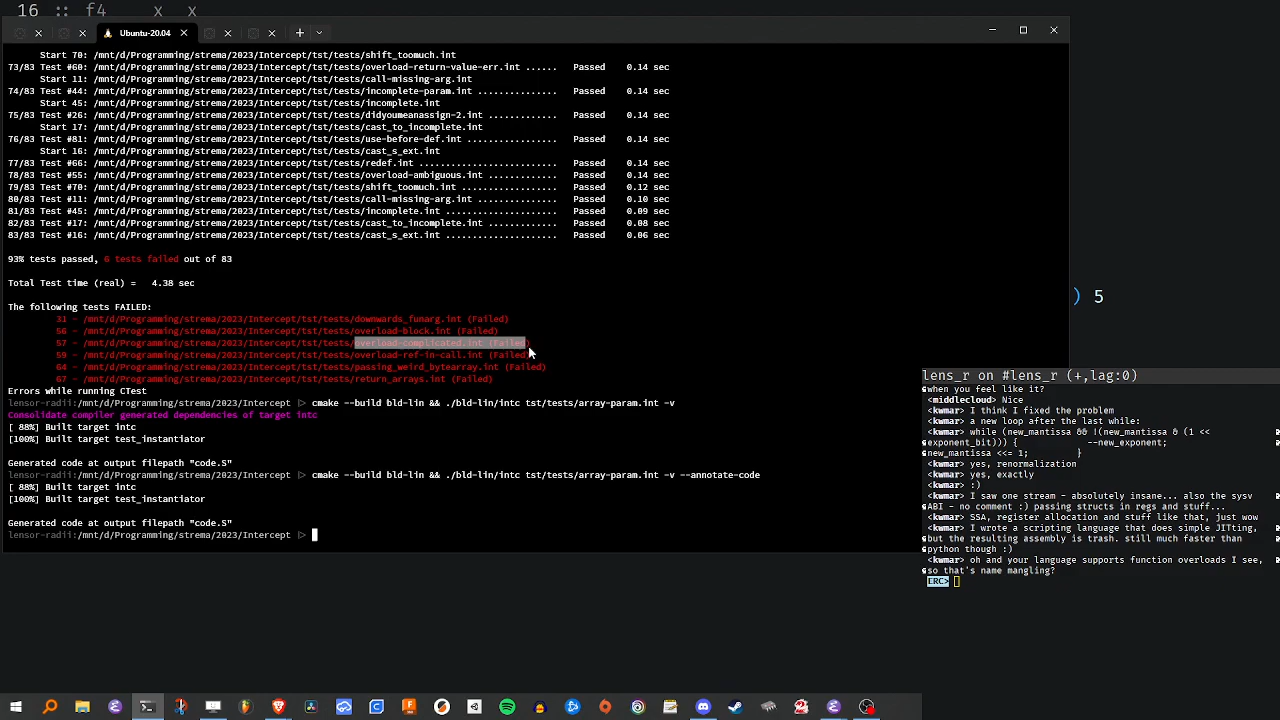 16 :: f4    x  x
Ubuntu-20.04
Start 70: /mnt/d/Programming/strema/2023/Intercept/tst/tests/shift_toomuch.int
73/83 Test #60: /mnt/d/Programming/strema/2023/Intercept/tst/tests/overload-return-value-err.int ......   Passed    0.14 sec
Start 11: /mnt/d/Programming/strema/2023/Intercept/tst/tests/call-missing-arg.int
74/83 Test #44: /mnt/d/Programming/strema/2023/Intercept/tst/tests/incomplete-param.int ...............   Passed    0.14 sec
Start 45: /mnt/d/Programming/strema/2023/Intercept/tst/tests/incomplete.int
75/83 Test #26: /mnt/d/Programming/strema/2023/Intercept/tst/tests/didyoumeanassign-2.int .............   Passed    0.14 sec
Start 17: /mnt/d/Programming/strema/2023/Intercept/tst/tests/cast_to_incomplete.int
76/83 Test #81: /mnt/d/Programming/strema/2023/Intercept/tst/tests/use-before-def.int .................   Passed    0.14 sec
Start 16: /mnt/d/Programming/strema/2023/Intercept/tst/tests/cast_s_ext.int
77/83 Test #66: /mnt/d/Programming/strema/2023/Intercept/tst/tests/redef.int ..........................   Passed    0.14 sec
78/83 Test #55: /mnt/d/Programming/strema/2023/Intercept/tst/tests/overload-ambiguous.int .............   Passed    0.14 sec
79/83 Test #70: /mnt/d/Programming/strema/2023/Intercept/tst/tests/shift_toomuch.int ..................   Passed    0.12 sec
80/83 Test #11: /mnt/d/Programming/strema/2023/Intercept/tst/tests/call-missing-arg.int ...............   Passed    0.10 sec
81/83 Test #45: /mnt/d/Programming/strema/2023/Intercept/tst/tests/incomplete.int .....................   Passed    0.09 sec
82/83 Test #17: /mnt/d/Programming/strema/2023/Intercept/tst/tests/cast_to_incomplete.int .............   Passed    0.08 sec
83/83 Test #16: /mnt/d/Programming/strema/2023/Intercept/tst/tests/cast_s_ext.int .....................   Passed    0.06 sec
93% tests passed, 6 tests failed out of 83
Total Test time (real) =   4.38 sec
The following tests FAILED:
31 - /mnt/d/Programming/strema/2023/Intercept/tst/tests/downwards_funarg.int (Failed)
56 - /mnt/d/Programming/strema/2023/Intercept/tst/tests/overload-block.int (Failed)
57 - /mnt/d/Programming/strema/2023/Intercept/tst/tests/overload-complicated.int (Failed)
59 - /mnt/d/Programming/strema/2023/Intercept/tst/tests/overload-ref-in-call.int (Failed)
64 - /mnt/d/Programming/strema/2023/Intercept/tst/tests/passing_weird_bytearray.int (Failed)
67 - /mnt/d/Programming/strema/2023/Intercept/tst/tests/return_arrays.int (Failed)
Errors while running CTest
lensor-radii:/mnt/d/Programming/strema/2023/Intercept |> cmake --build bld-lin && ./bld-lin/intc tst/tests/array-param.int -v
Consolidate compiler generated dependencies of target intc
[ 88%] Built target intc
[100%] Built target test_instantiator
Generated code at output filepath "code.S"
lensor-radii:/mnt/d/Programming/strema/2023/Intercept |> cmake --build bld-lin && ./bld-lin/intc tst/tests/array-param.int -v --annotate-code
[ 88%] Built target intc
[100%] Built target test_instantiator
Generated code at output filepath "code.S"
lensor-radii:/mnt/d/Programming/strema/2023/Intercept |>
) 5
lens_r on #lens_r (+,lag:0)
when you feel like it?
<middlecloud> Nice
<kwmar> I think I fixed the problem
<kwmar> a new loop after the last while:
<kwmar> while (new_mantissa && !(new_mantissa & (1 <<
exponent_bit))) {        --new_exponent;
new_mantissa <<= 1;      }
<kwmar> yes, renormalization
<kwmar> yes, exactly
<kwmar> :)
<kwmar> I saw one stream - absolutely insane... also the sysv
ABI - no comment :) passing structs in regs and stuff...
<kwmar> SSA, register allocation and stuff like that, just wow
<kwmar> I wrote a scripting language that does simple JITting,
but the resulting assembly is trash. still much faster than
python though :)
<kwmar> oh and your language supports function overloads I see,
so that's name mangling?
ERC>